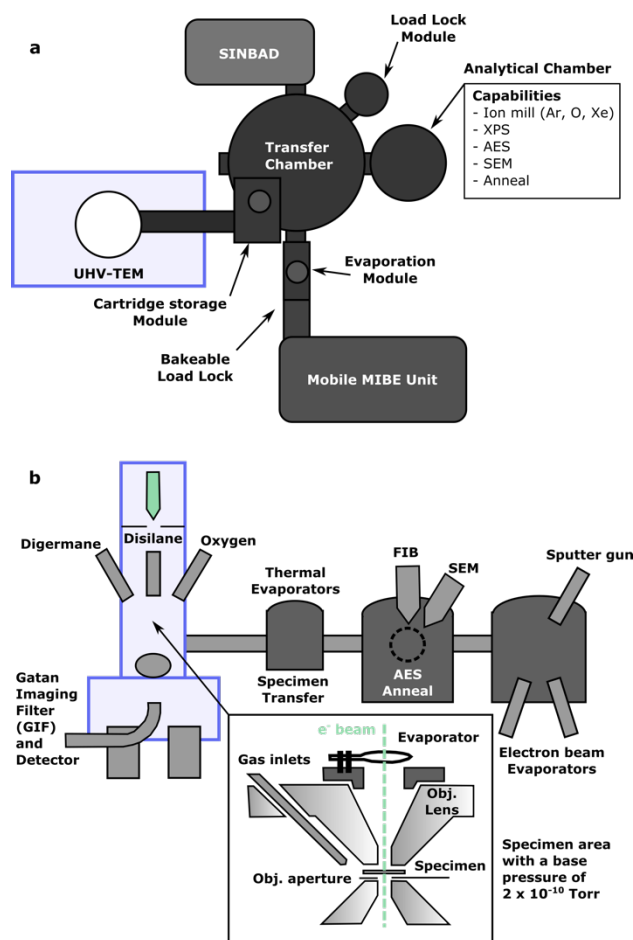 a
SINBAD
Load Lock
Module
Analytical Chamber
Capabilities
- Ion mill (Ar, O, Xe)
- XPS
- AES
- SEM
- Anneal
Transfer
Chamber
UHV-TEM
Cartridge storage
Module
Evaporation
Module
Bakeable
Load Lock
Mobile MIBE Unit
b
Digermane
Disilane
Oxygen
Thermal
Evaporators
FIB
SEM
Sputter gun
Specimen
Transfer
AES
Anneal
Gatan
Imaging
Filter
(GIF)
and
Detector
Electron beam
Evaporators
e⁻ beam
Evaporator
Gas inlets
Obj.
Lens
Specimen
Obj. aperture
Specimen area
with a base
pressure of
2 x 10⁻¹⁰ Torr